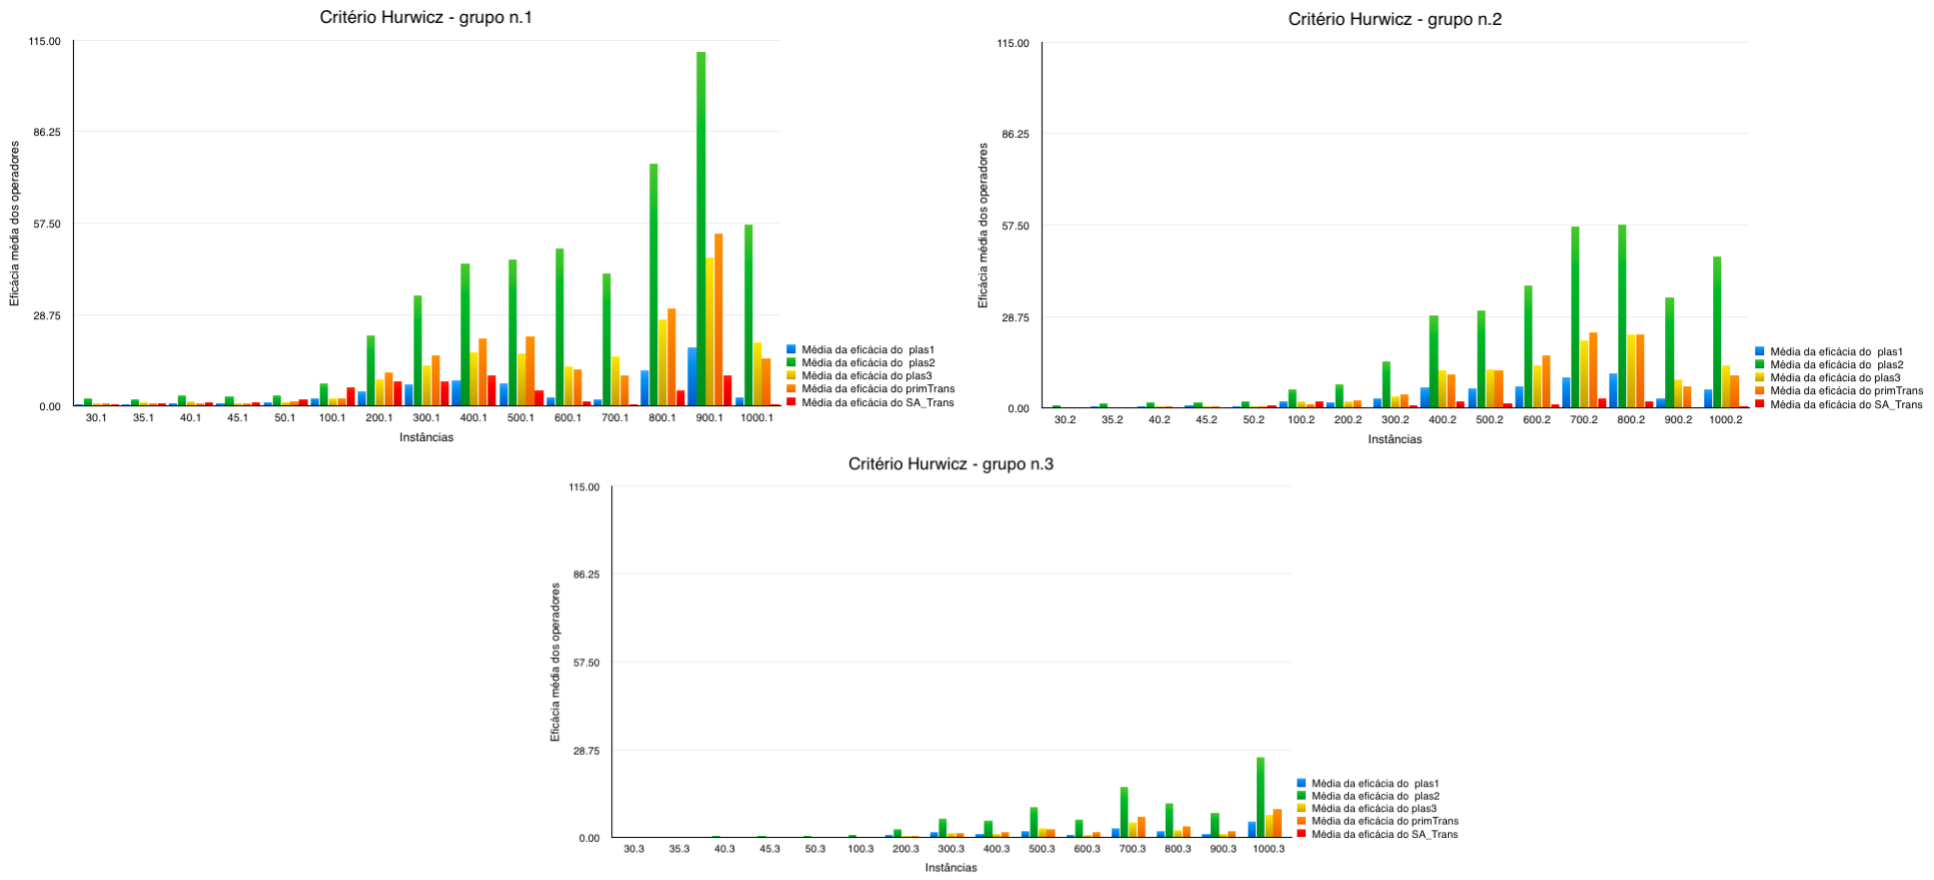 Critério Hurwicz - grupo n.1
Eficácia média dos operadores
115.00
86.25
57.50
28.75
0.00
30.1 35.1 40.1 45.1 50.1 100.1 200.1 300.1 400.1 500.1 600.1 700.1 800.1 900.1 1000.1
Instâncias
Média da eficácia do plas1
Média da eficácia do plas2
Média da eficácia do plas3
Média da eficácia do primTrans
Média da eficácia do SA_Trans
Critério Hurwicz - grupo n.2
Eficácia média dos operadores
115.00
86.25
57.50
28.75
0.00
30.2 35.2 40.2 45.2 50.2 100.2 200.2 300.2 400.2 500.2 600.2 700.2 800.2 900.2 1000.2
Instâncias
Média da eficácia do plas1
Média da eficácia do plas2
Média da eficácia do plas3
Média da eficácia do primTrans
Média da eficácia do SA_Trans
Critério Hurwicz - grupo n.3
Eficácia média dos operadores
115.00
86.25
57.50
28.75
0.00
30.3 35.3 40.3 45.3 50.3 100.3 200.3 300.3 400.3 500.3 600.3 700.3 800.3 900.3 1000.3
Instâncias
Média da eficácia do plas1
Média da eficácia do plas2
Média da eficácia do plas3
Média da eficácia do primTrans
Média da eficácia do SA_Trans